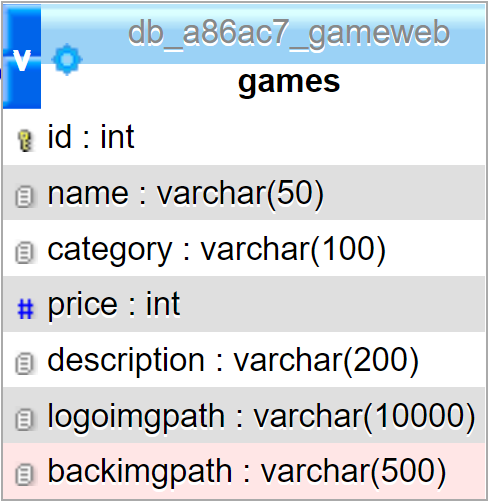 v db_a86ac7_gameweb
games
id : int
name : varchar(50)
category : varchar(100)
# price : int
description : varchar(200)
logoimgpath : varchar(10000)
backimgpath : varchar(500)